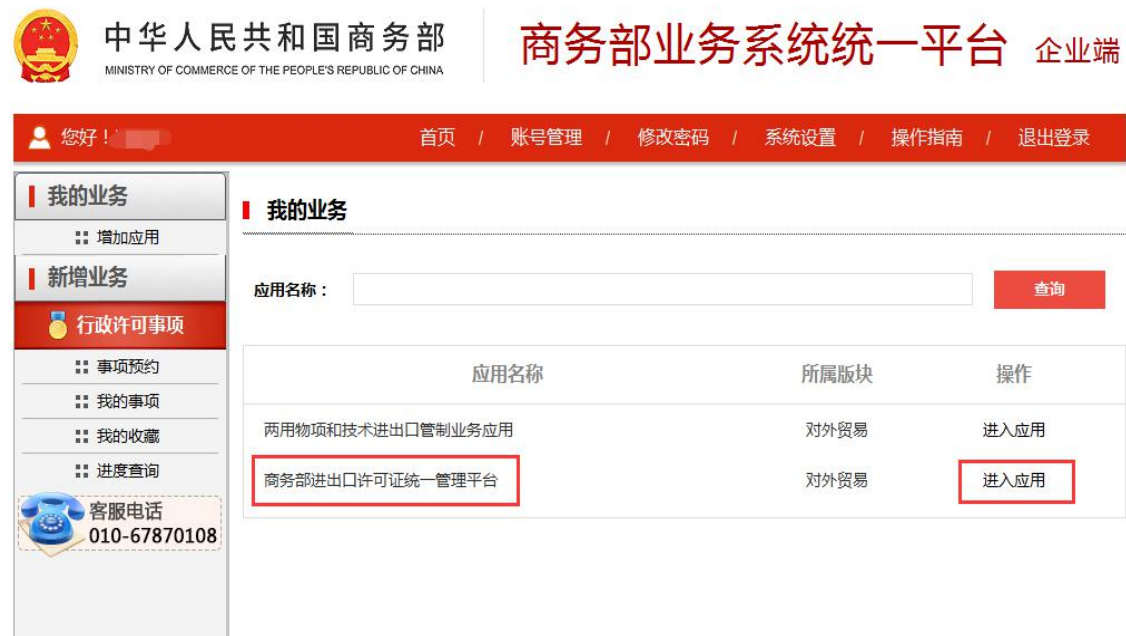 中华人民共和国商务部
MINISTRY OF COMMERCE OF THE PEOPLE'S REPUBLIC OF CHINA
商务部业务系统统一平台 企业端
您好！
首页 / 账号管理 / 修改密码 / 系统设置 / 操作指南 / 退出登录
我的业务
增加应用
新增业务
行政许可事项
事项预约
我的事项
我的收藏
进度查询
客服电话
010-67870108
我的业务
应用名称： 查询
应用名称 所属版块 操作
两用物项和技术进出口管制业务应用 对外贸易 进入应用
商务部进出口许可证统一管理平台 对外贸易 进入应用